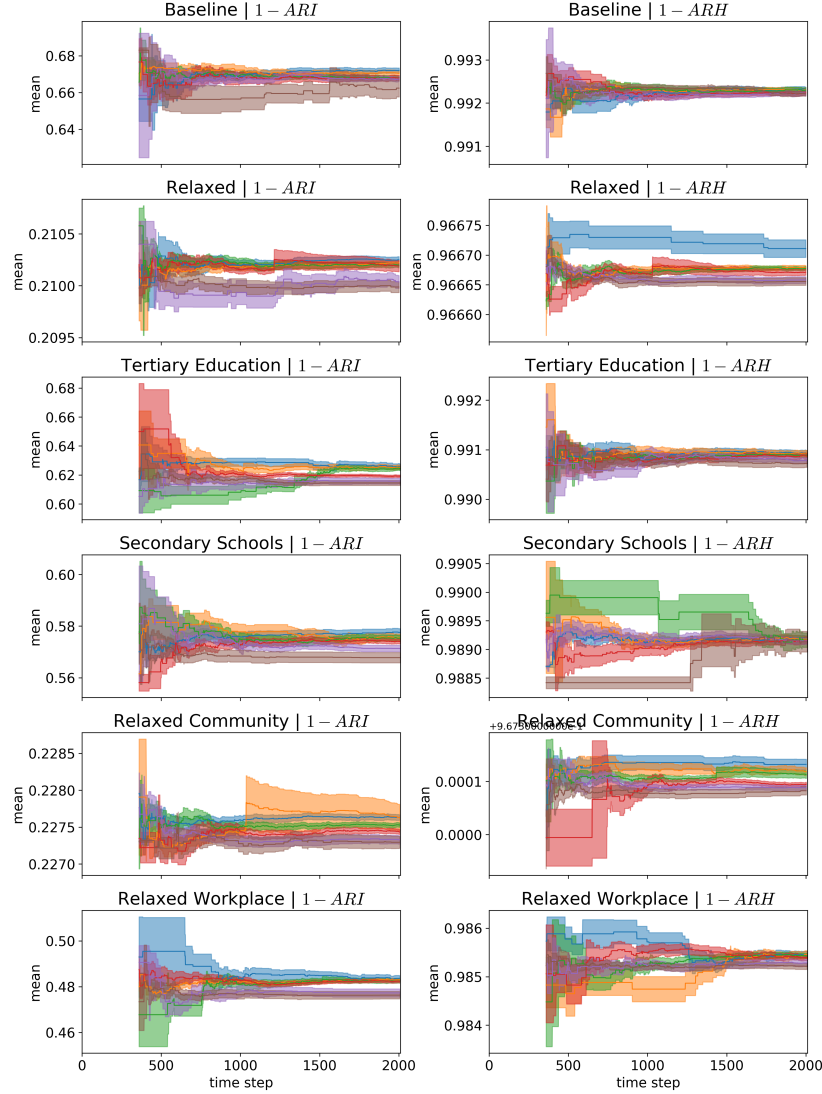 Baseline | 1 − ARI
Baseline | 1 − ARH
mean
0.68
0.66
0.64
mean
0.993
0.992
0.991
Relaxed | 1 − ARI
Relaxed | 1 − ARH
mean
0.2105
0.2100
0.2095
mean
0.96675
0.96670
0.96665
0.96660
Tertiary Education | 1 − ARI
Tertiary Education | 1 − ARH
mean
0.68
0.66
0.64
0.62
0.60
mean
0.992
0.991
0.990
Secondary Schools | 1 − ARI
Secondary Schools | 1 − ARH
mean
0.60
0.58
0.56
mean
0.9905
0.9900
0.9895
0.9890
0.9885
Relaxed Community | 1 − ARI
Relaxed Community | 1 − ARH
mean
0.2285
0.2280
0.2275
0.2270
mean
0.0001
0.0000
Relaxed Workplace | 1 − ARI
Relaxed Workplace | 1 − ARH
mean
0.50
0.48
0.46
mean
0.986
0.985
0.984
0 500 1000 1500 2000
0 500 1000 1500 2000
time step
time step